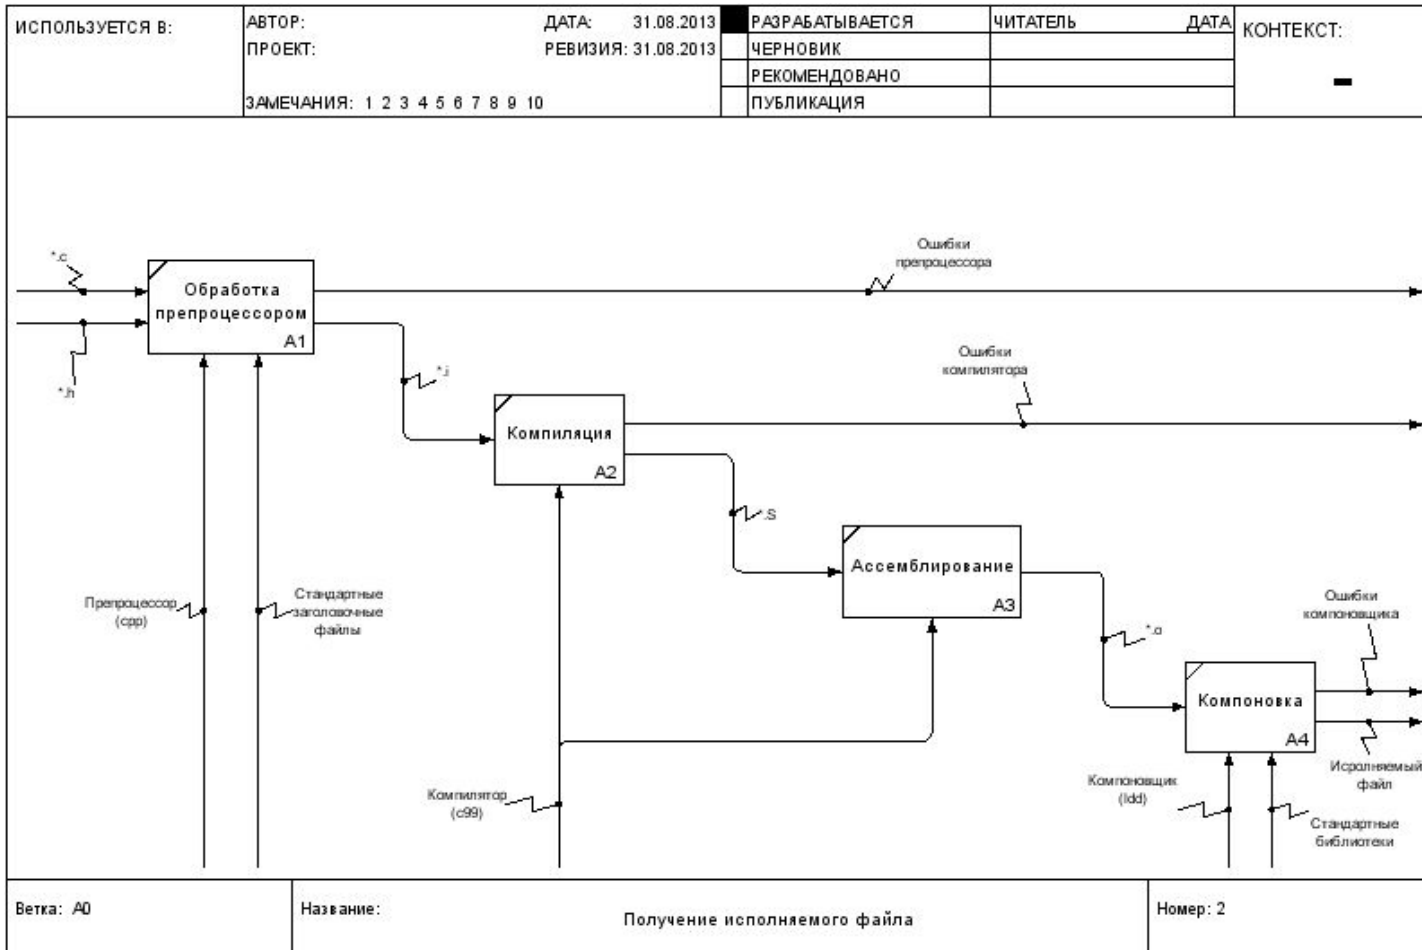 ИСПОЛЬЗУЕТСЯ В:
АВТОР:
ДАТА: 31.08.2013
ПРОЕКТ:
РЕВИЗИЯ: 31.08.2013
ЗАМЕЧАНИЯ: 1 2 3 4 5 6 7 8 9 10
РАЗРАБАТЫВАЕТСЯ
ЧЕРНОВИК
РЕКОМЕНДОВАНО
ПУБЛИКАЦИЯ
ЧИТАТЕЛЬ
ДАТА
КОНТЕКСТ:
*.c
*.h
Обработка
препроцессором
A1
Ошибки
препроцессора
*.i
Ошибки
компилятора
Компиляция
A2
.S
Ассемблирование
A3
Препроцессор
(cpp)
Стандартные
заголовочные
файлы
*.o
Ошибки
компоновщика
Компоновка
A4
Компилятор
(c99)
Компоновщик
(ldd)
Исролняемый
файл
Стандартные
библиотеки
Ветка: A0
Название:
Получение исполняемого файла
Номер: 2